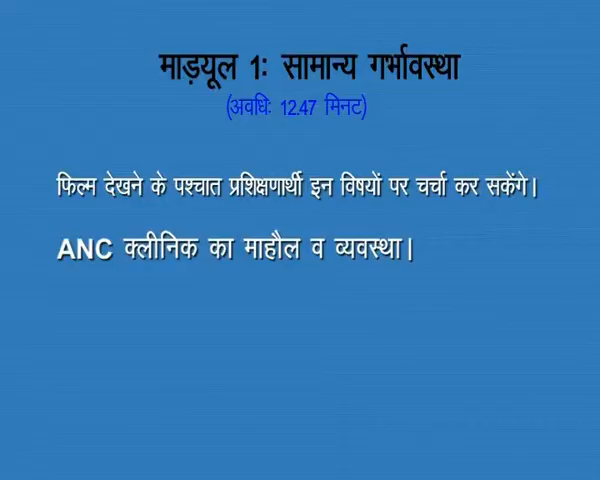 माड़यूल 1: सामान्य गर्भावस्था
(अवधि: 12.47 मिनट)
फिल्म देखने के पश्चात प्रशिक्षणार्थी इन विषयों पर चर्चा कर सकेंगे।
ANC क्लीनिक का माहौल व व्यवस्था।